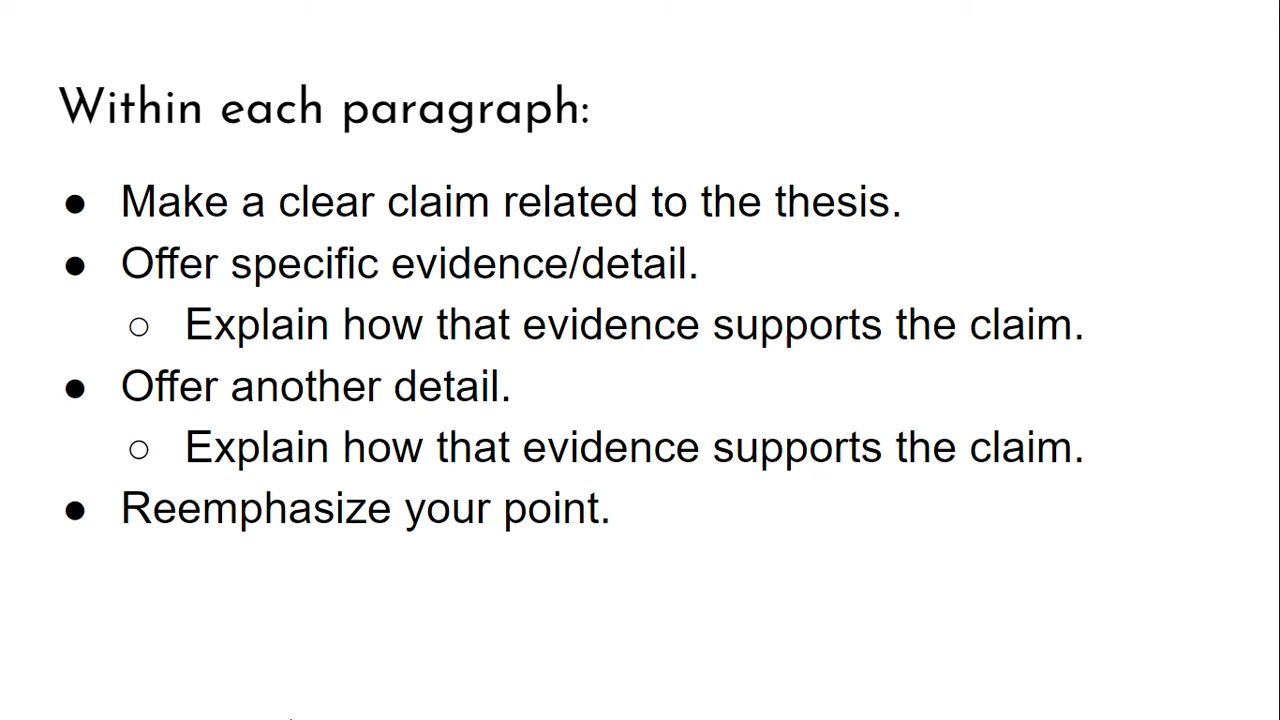 Within each paragraph:
● Make a clear claim related to the thesis.
● Offer specific evidence/detail.
○ Explain how that evidence supports the claim.
● Offer another detail.
○ Explain how that evidence supports the claim.
● Reemphasize your point.